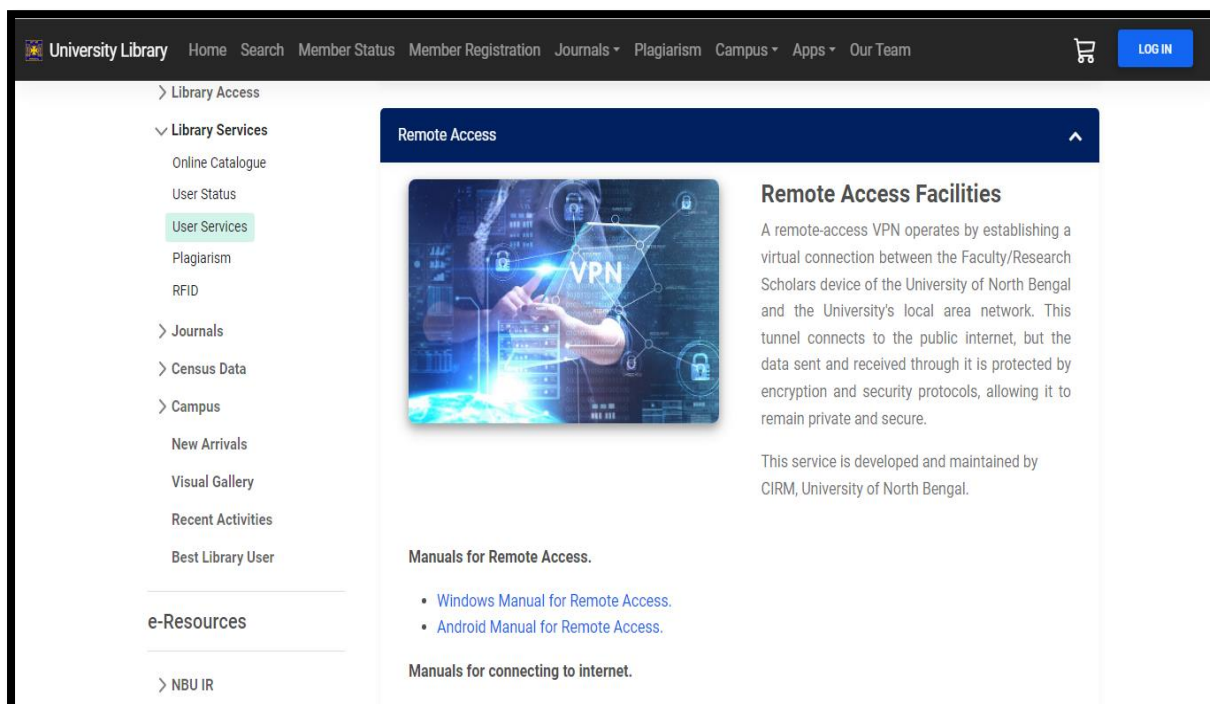 University Library Home Search Member Status Member Registration Journals Plagiarism Campus Apps Our Team LOG IN
Library Access
Library Services
Online Catalogue
User Status
User Services
Plagiarism
RFID
Journals
Census Data
Campus
New Arrivals
Visual Gallery
Recent Activities
Best Library User
e-Resources
NBU IR
Remote Access
VPN
Remote Access Facilities
A remote-access VPN operates by establishing a
virtual connection between the Faculty/Research
Scholars device of the University of North Bengal
and the University's local area network. This
tunnel connects to the public internet, but the
data sent and received through it is protected by
encryption and security protocols, allowing it to
remain private and secure.
This service is developed and maintained by
CIRM, University of North Bengal.
Manuals for Remote Access.
• Windows Manual for Remote Access.
• Android Manual for Remote Access.
Manuals for connecting to internet.